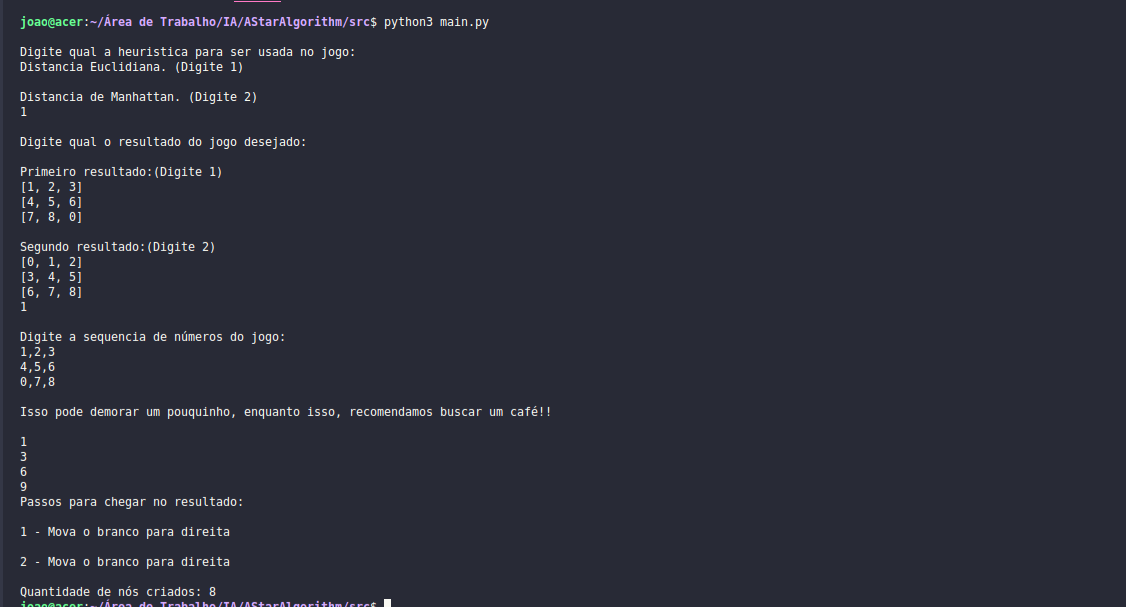 joao@acer:~/Área de Trabalho/IA/AStarAlgorithm/src$ python3 main.py
Digite qual a heuristica para ser usada no jogo:
Distancia Euclidiana. (Digite 1)
Distancia de Manhattan. (Digite 2)
1
Digite qual o resultado do jogo desejado:
Primeiro resultado:(Digite 1)
[1, 2, 3]
[4, 5, 6]
[7, 8, 0]
Segundo resultado:(Digite 2)
[0, 1, 2]
[3, 4, 5]
[6, 7, 8]
1
Digite a sequencia de números do jogo:
1,2,3
4,5,6
0,7,8
Isso pode demorar um pouquinho, enquanto isso, recomendamos buscar um café!!
1
3
6
9
Passos para chegar no resultado:
1 - Mova o branco para direita
2 - Mova o branco para direita
Quantidade de nós criados: 8
joao@acer:~/Área de Trabalho/IA/AStarAlgorithm/src$